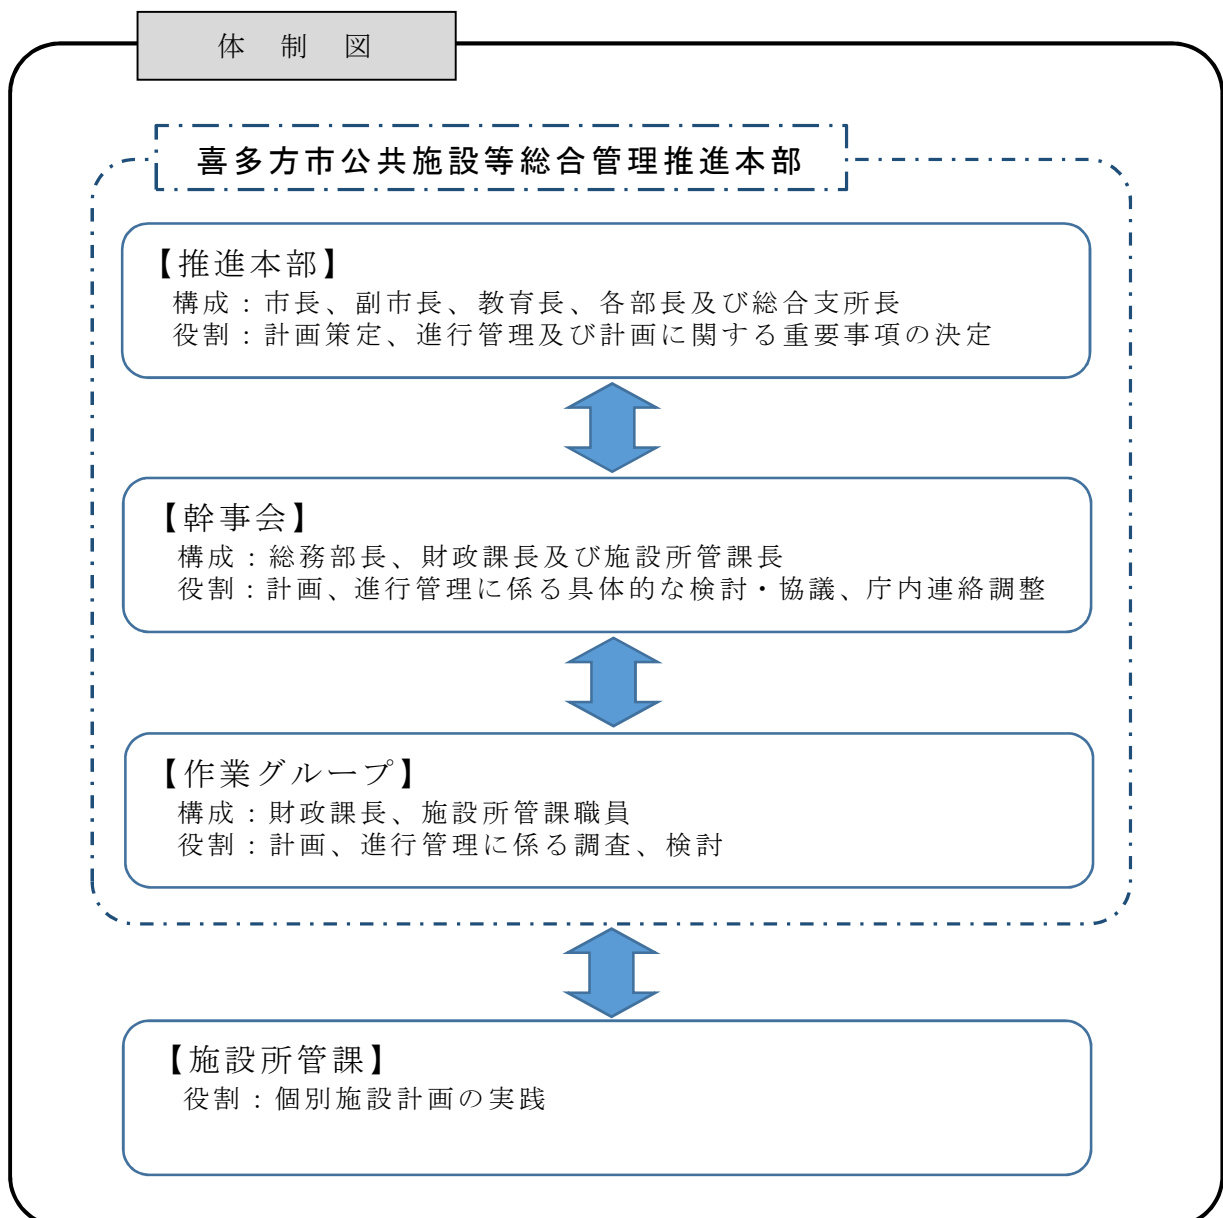 体 制 図
喜多方市公共施設等総合管理推進本部
【推進本部】
構成：市長、副市長、教育長、各部長及び総合支所長
役割：計画策定、進行管理及び計画に関する重要事項の決定
【幹事会】
構成：総務部長、財政課長及び施設所管課長
役割：計画、進行管理に係る具体的な検討・協議、庁内連絡調整
【作業グループ】
構成：財政課長、施設所管課職員
役割：計画、進行管理に係る調査、検討
【施設所管課】
役割：個別施設計画の実践